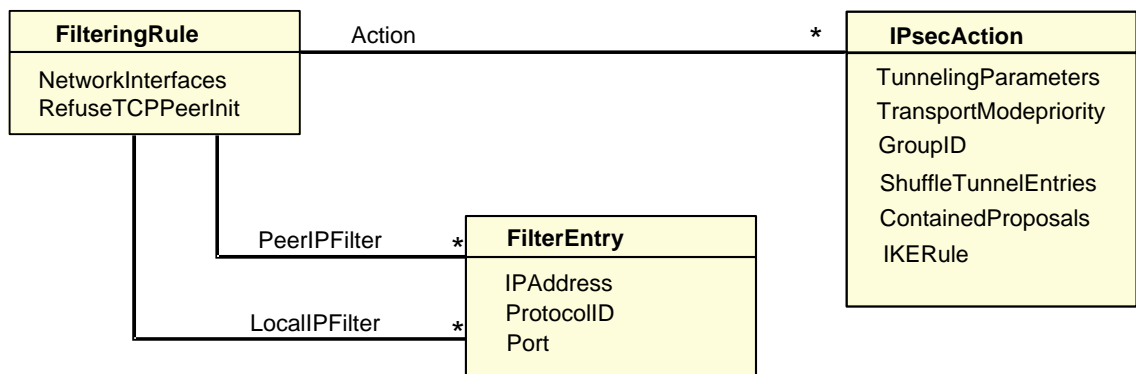 FilteringRule
NetworkInterfaces
RefuseTCPPeerInit
Action *
IPsecAction
TunnelingParameters
TransportModepriority
GroupID
ShuffleTunnelEntries
ContainedProposals
IKERule
PeerIPFilter *
LocalIPFilter *
FilterEntry
IPAddress
ProtocolID
Port